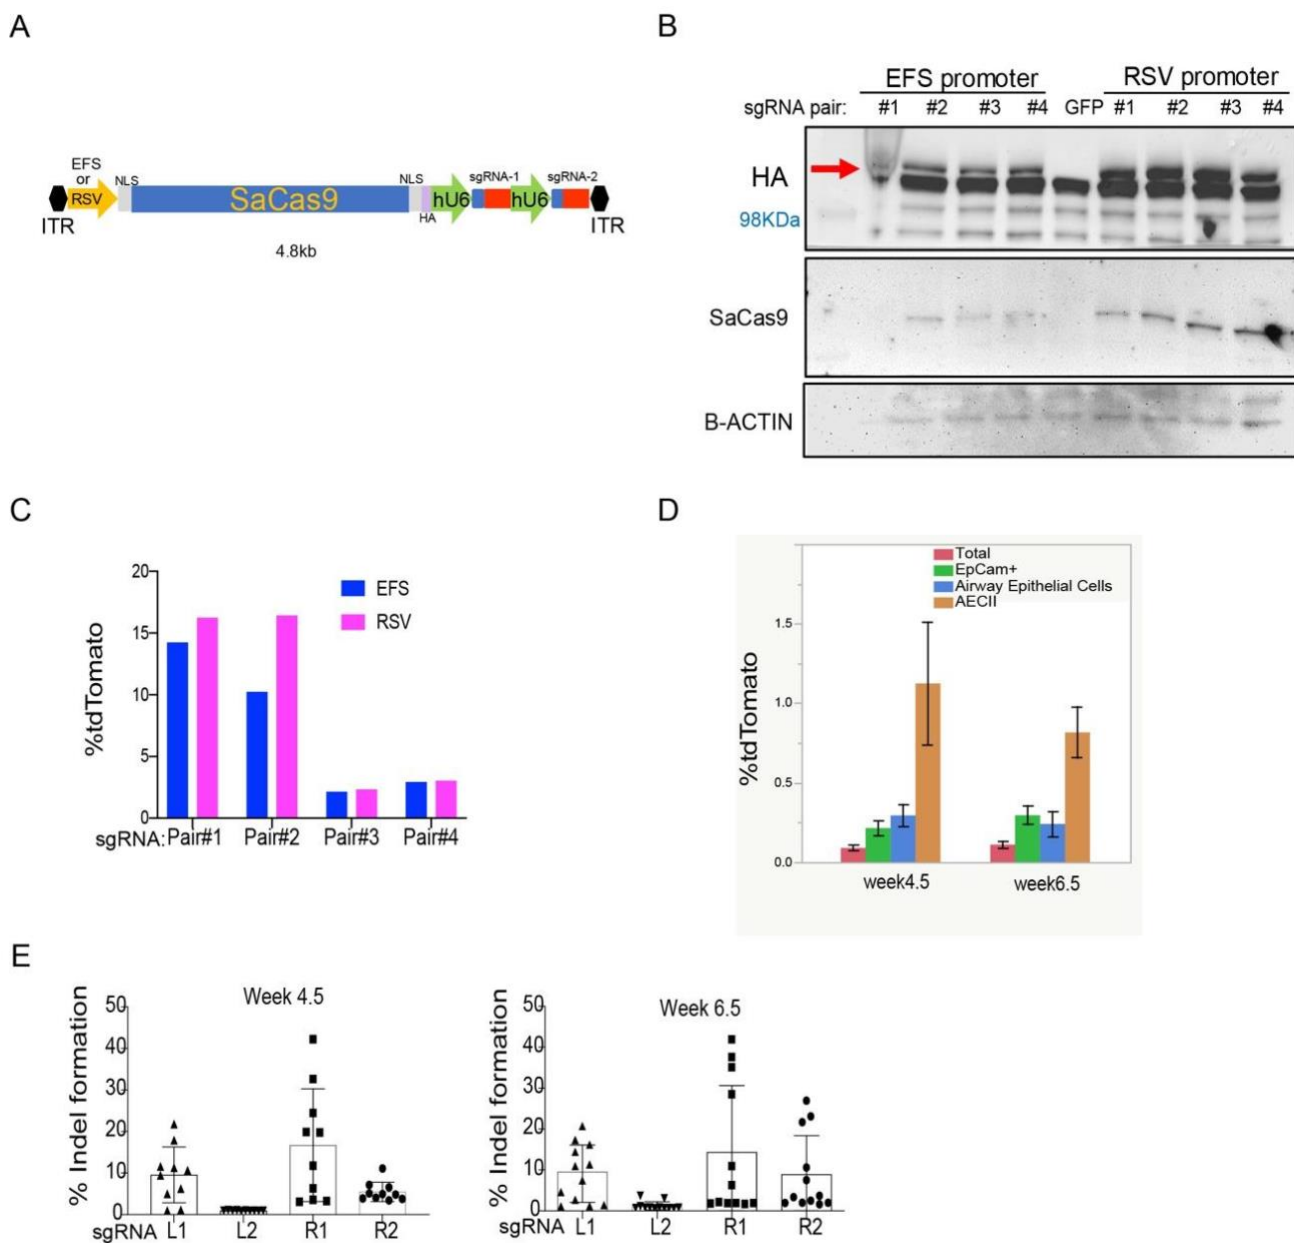 A
EFS
or
RSV
NLS
SaCas9
NLS
HA
hU6
sgRNA-1
hU6
sgRNA-2
ITR
ITR
4.8kb
B
EFS promoter
RSV promoter
sgRNA pair: #1 #2 #3 #4 GFP #1 #2 #3 #4
HA
98KDa
SaCas9
B-ACTIN
C
20
15
10
5
0
%tdTomato
EFS
RSV
sgRNA: Pair#1 Pair#2 Pair#3 Pair#4
D
Total
EpCam+
Airway Epithelial Cells
AECII
1.5
1.0
0.5
0.0
%tdTomato
week4.5 week6.5
E
Week 4.5
% Indel formation
50
40
30
20
10
0
sgRNA L1 L2 R1 R2
Week 6.5
% Indel formation
50
40
30
20
10
0
sgRNA L1 L2 R1 R2